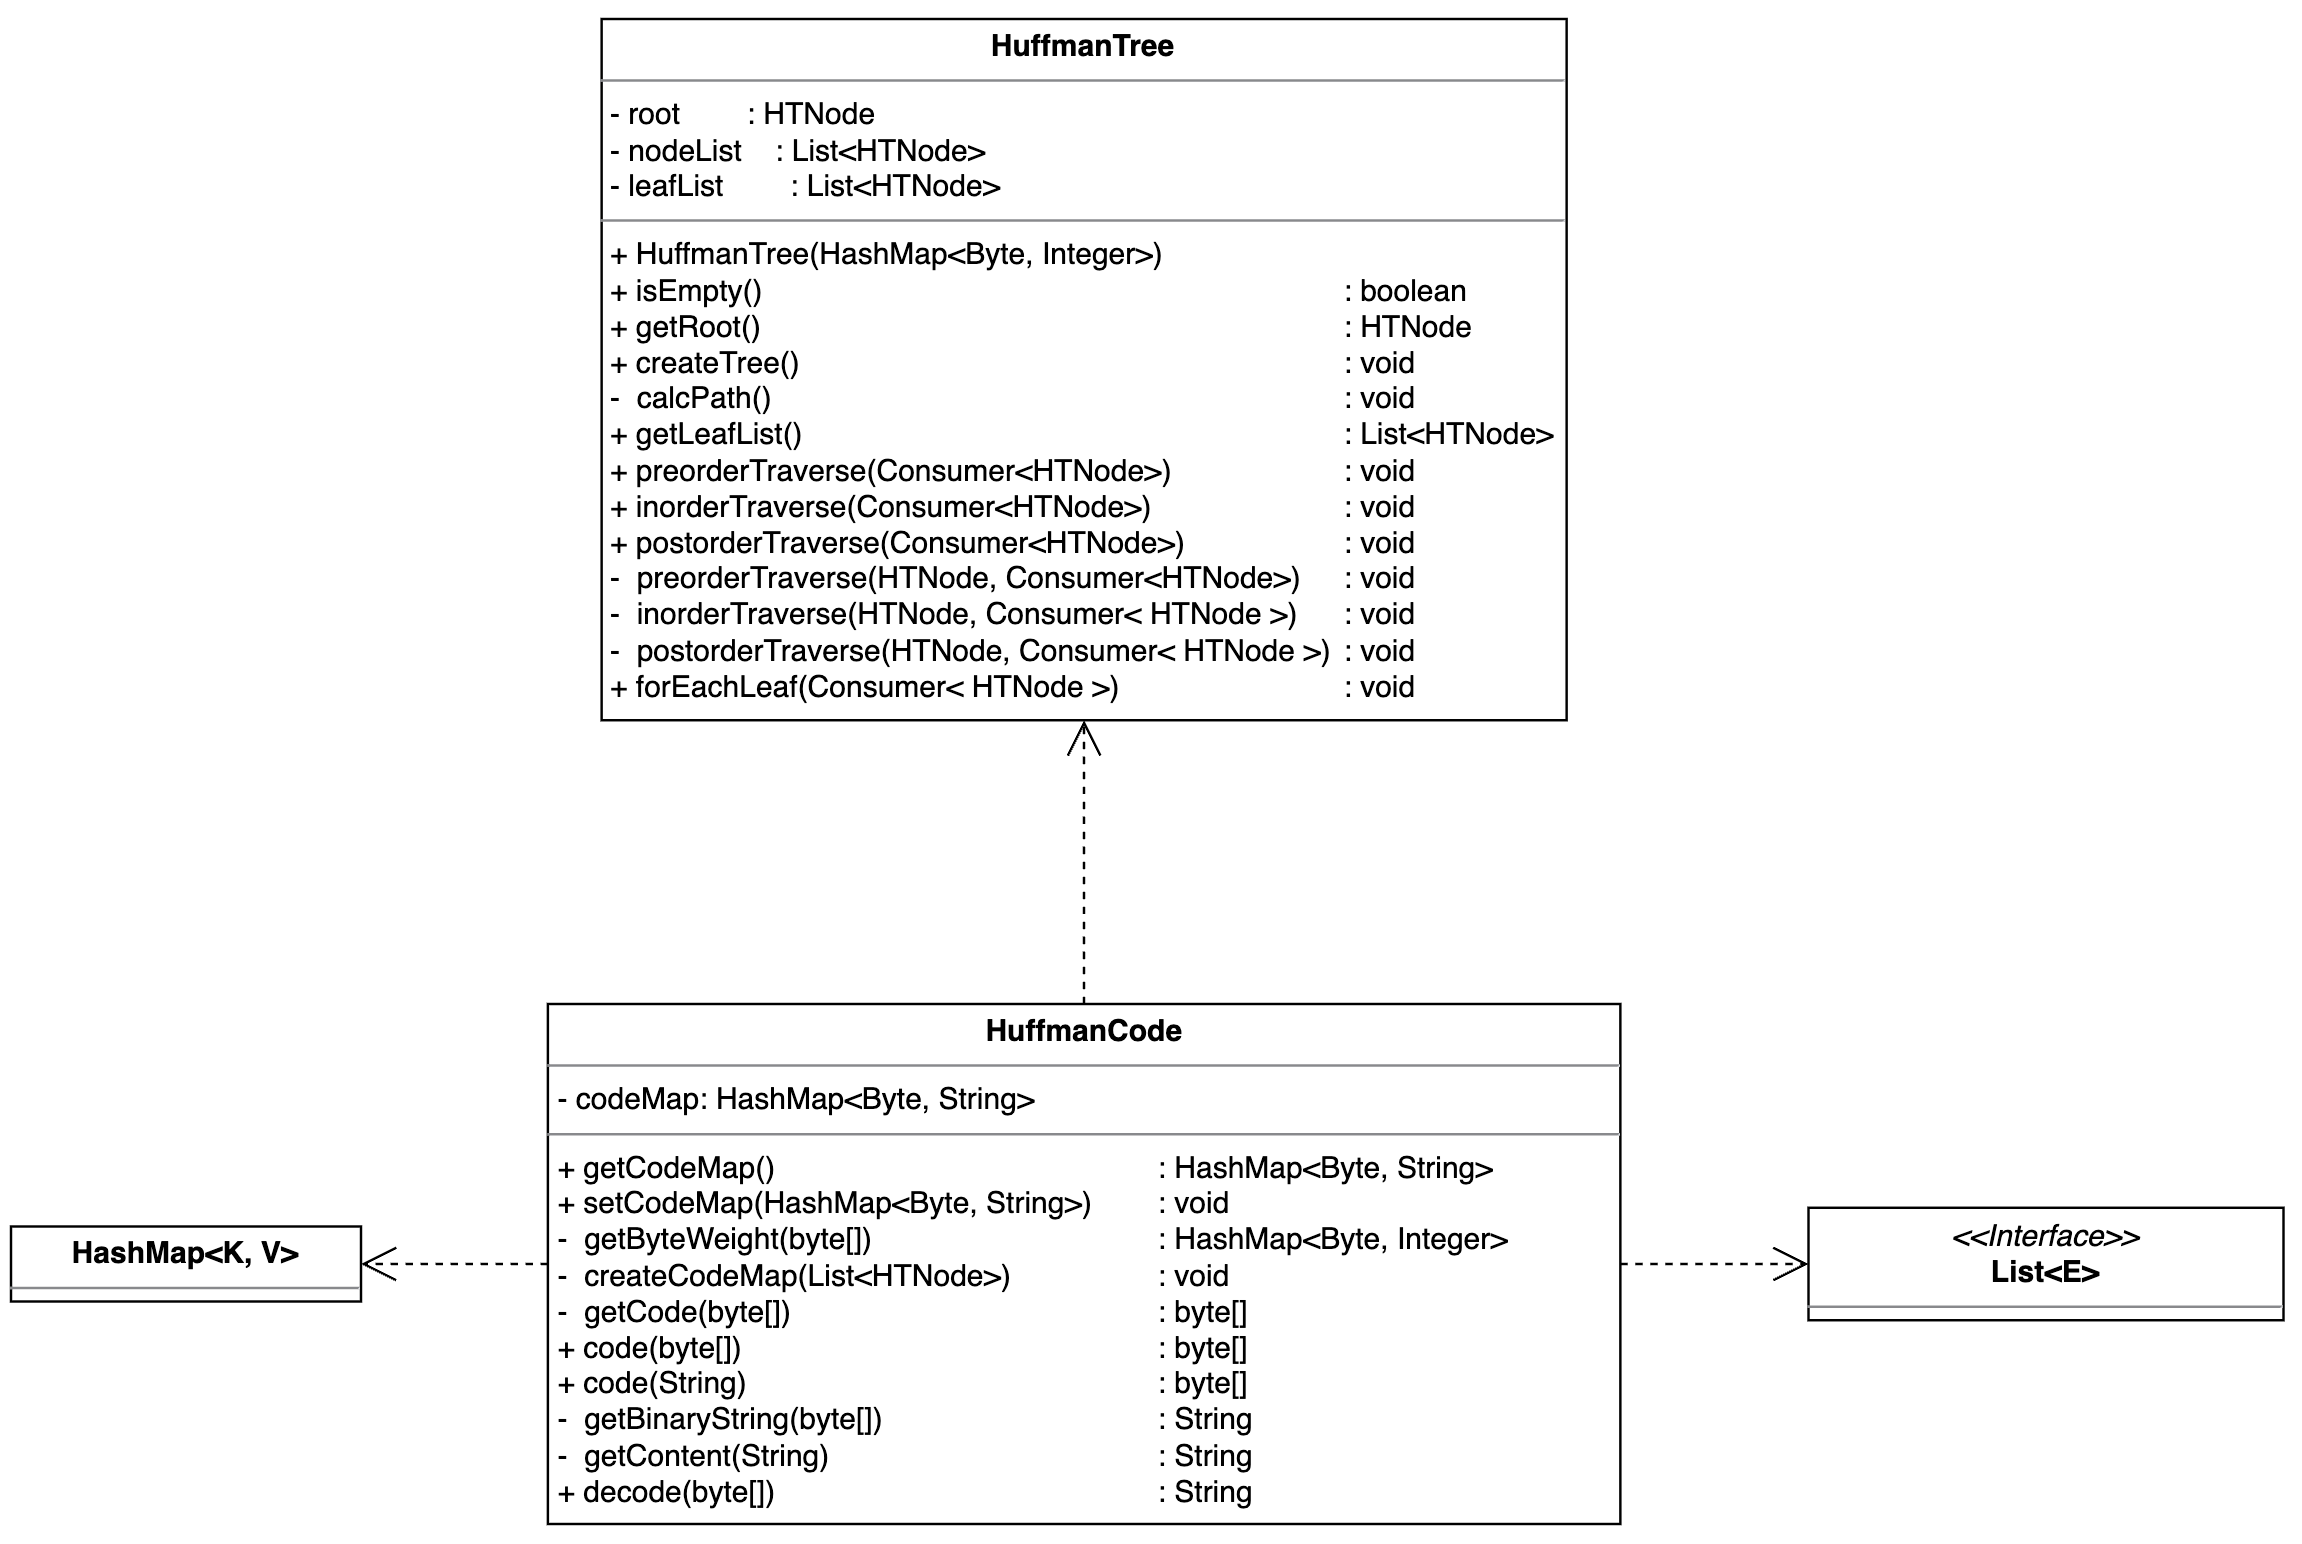 HuffmanTree
- root : HTNode
- nodeList : List<HTNode>
- leafList : List<HTNode>
+ HuffmanTree(HashMap<Byte, Integer>)
+ isEmpty() : boolean
+ getRoot() : HTNode
+ createTree() : void
- calcPath() : void
+ getLeafList() : List<HTNode>
+ preorderTraverse(Consumer<HTNode>) : void
+ inorderTraverse(Consumer<HTNode>) : void
+ postorderTraverse(Consumer<HTNode>) : void
- preorderTraverse(HTNode, Consumer<HTNode>) : void
- inorderTraverse(HTNode, Consumer< HTNode >) : void
- postorderTraverse(HTNode, Consumer< HTNode >) : void
+ forEachLeaf(Consumer< HTNode >) : void
HuffmanCode
- codeMap: HashMap<Byte, String>
+ getCodeMap() : HashMap<Byte, String>
+ setCodeMap(HashMap<Byte, String>) : void
- getByteWeight(byte[]) : HashMap<Byte, Integer>
- createCodeMap(List<HTNode>) : void
- getCode(byte[]) : byte[]
+ code(byte[]) : byte[]
+ code(String) : byte[]
- getBinaryString(byte[]) : String
- getContent(String) : String
+ decode(byte[]) : String
HashMap<K, V>
<<Interface>>
List<E>